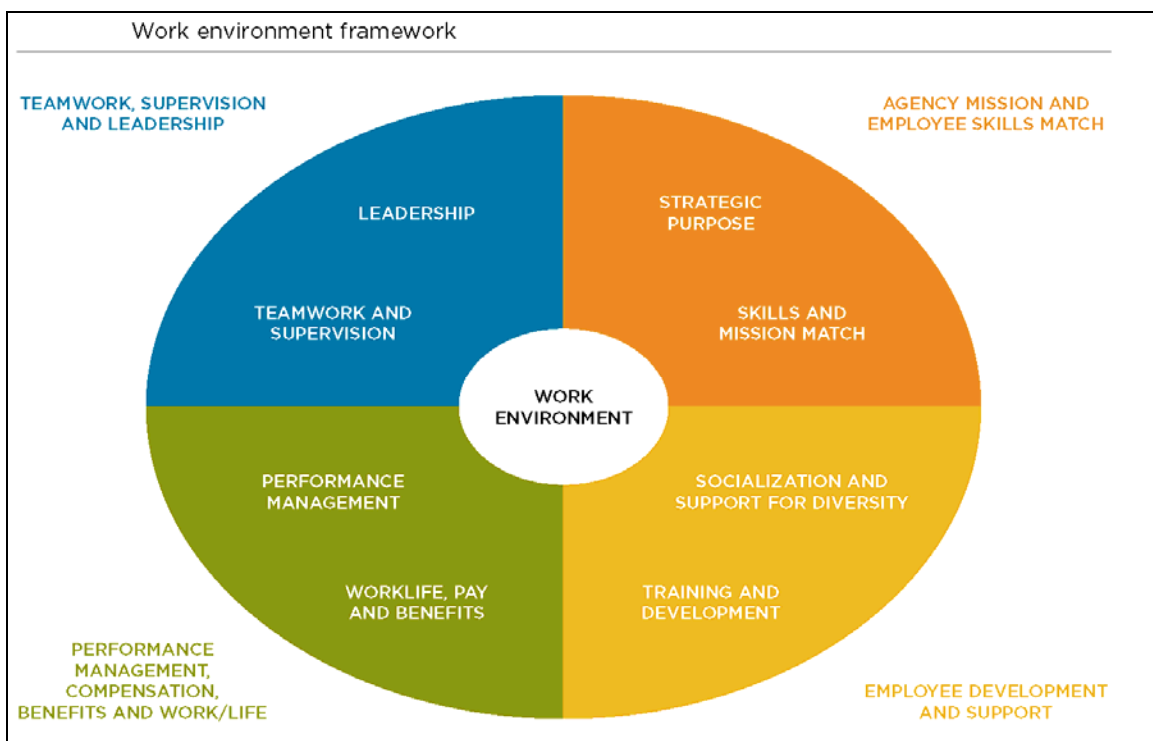 Work environment framework
TEAMWORK, SUPERVISION
AND LEADERSHIP
AGENCY MISSION AND
EMPLOYEE SKILLS MATCH
LEADERSHIP
STRATEGIC
PURPOSE
TEAMWORK AND
SUPERVISION
SKILLS AND
MISSION MATCH
WORK
ENVIRONMENT
PERFORMANCE
MANAGEMENT
SOCIALIZATION AND
SUPPORT FOR DIVERSITY
WORKLIFE, PAY
AND BENEFITS
TRAINING AND
DEVELOPMENT
PERFORMANCE
MANAGEMENT,
COMPENSATION,
BENEFITS AND WORK/LIFE
EMPLOYEE DEVELOPMENT
AND SUPPORT